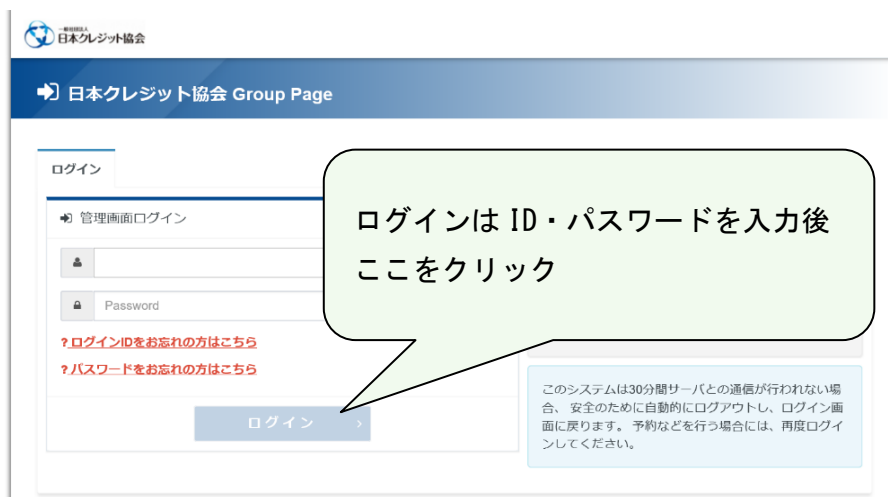 一般社団法人
日本クレジット協会
日本クレジット協会 Group Page
ログイン
管理画面ログイン
Password
?ログインIDをお忘れの方はこちら
?パスワードをお忘れの方はこちら
ログイン
ログインは ID・パスワードを入力後
ここをクリック
このシステムは30分間サーバとの通信が行われない場
合、 安全のために自動的にログアウトし、ログイン画
面に戻ります。 予約などを行う場合には、再度ログイ
ンしてください。